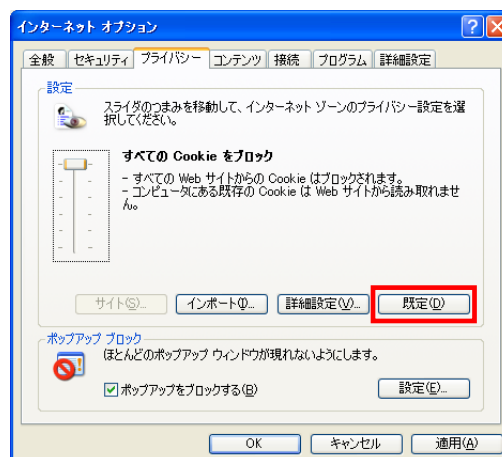 インターネット オプション
全般 セキュリティ プライバシー コンテンツ 接続 プログラム 詳細設定
設定
スライダのつまみを移動して、インターネット ゾーンのプライバシー設定を選
択してください。
すべての Cookie をブロック
- すべての Web サイトからの Cookie はブロックされます。
- コンピュータにある既存の Cookie は Web サイトから読み取れませ
ん。
サイト(S)... インポート(I)... 詳細設定(V)... 既定(D)
ポップアップ ブロック
ほとんどのポップアップ ウィンドウが現れないようにします。
ポップアップをブロックする(B) 設定(E)...
OK キャンセル 適用(A)